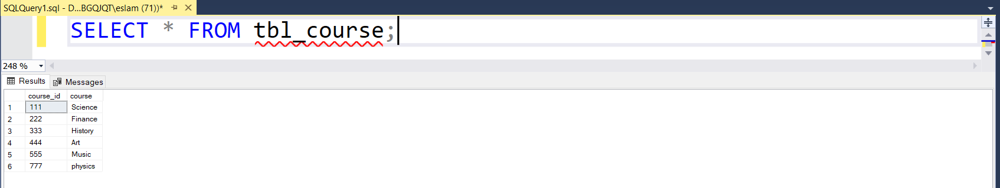 SQLQuery1.sql - D...BGQJQT\eslam (71))*
SELECT * FROM tbl_course;
248 %
Results Messages
course_id course
1 111 Science
2 222 Finance
3 333 History
4 444 Art
5 555 Music
6 777 physics